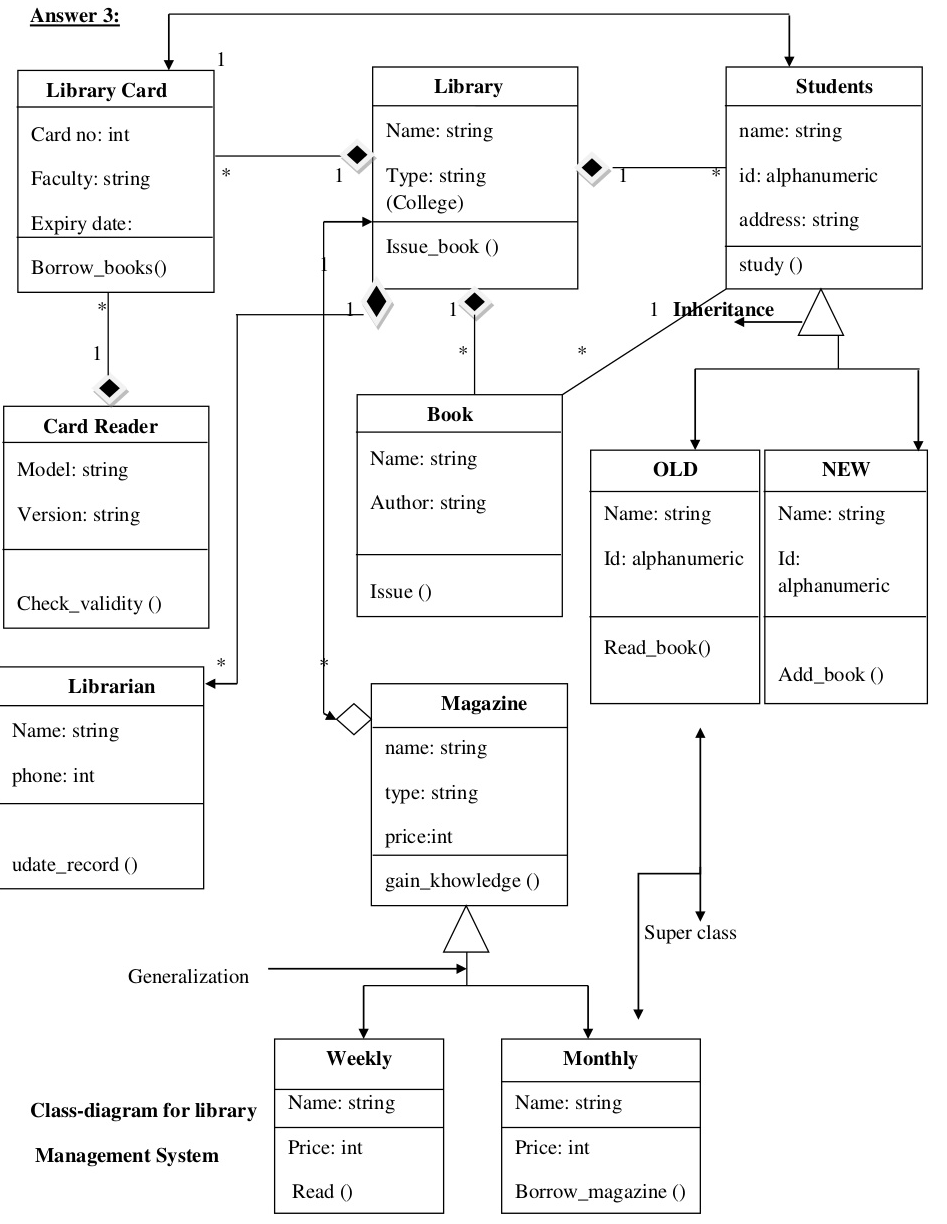 Answer 3:
1
Library Card
Card no: int
Faculty: string
Expiry date:
Borrow_books()
*
1
Library
Name: string
Type: string
(College)
Issue_book ()
1
*
Students
name: string
id: alphanumeric
address: string
study ()
1
*
1
1
1
*
1
*
Inheritance
*
1
Card Reader
Model: string
Version: string
Check_validity ()
Book
Name: string
Author: string
Issue ()
OLD
Name: string
Id: alphanumeric
Read_book()
NEW
Name: string
Id:
alphanumeric
Add_book ()
*
*
Librarian
Name: string
phone: int
udate_record ()
Magazine
name: string
type: string
price:int
gain_khowledge ()
Super class
Generalization
Weekly
Name: string
Price: int
Read ()
Monthly
Name: string
Price: int
Borrow_magazine ()
Class-diagram for library
Management System